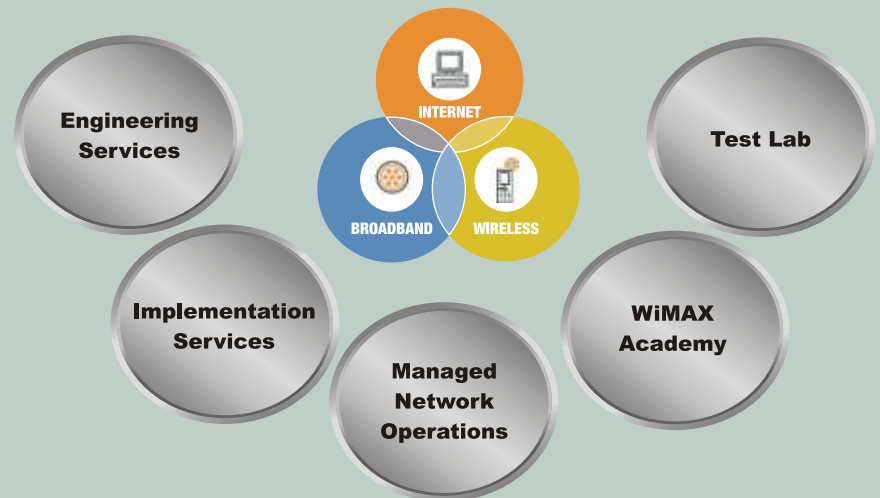 INTERNET
BROADBAND
WIRELESS
Engineering
Services
Implementation
Services
Managed
Network
Operations
WiMAX
Academy
Test Lab